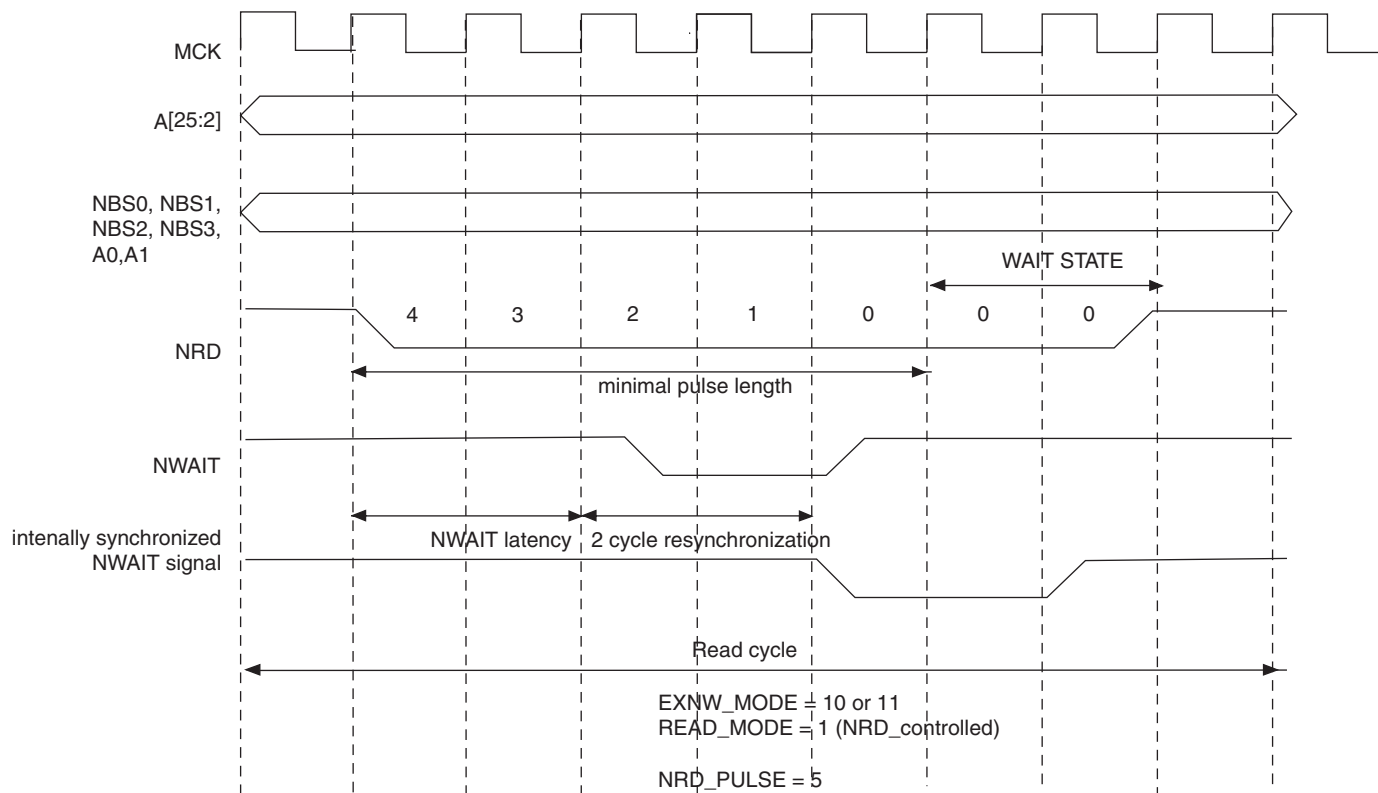 MCK
A[25:2]
NBS0, NBS1,
NBS2, NBS3,
A0,A1
WAIT STATE
4 3 2 1 0 0 0
NRD
minimal pulse length
NWAIT
intenally synchronized
NWAIT signal
NWAIT latency
2 cycle resynchronization
Read cycle
EXNW_MODE = 10 or 11
READ_MODE = 1 (NRD_controlled)
NRD_PULSE = 5